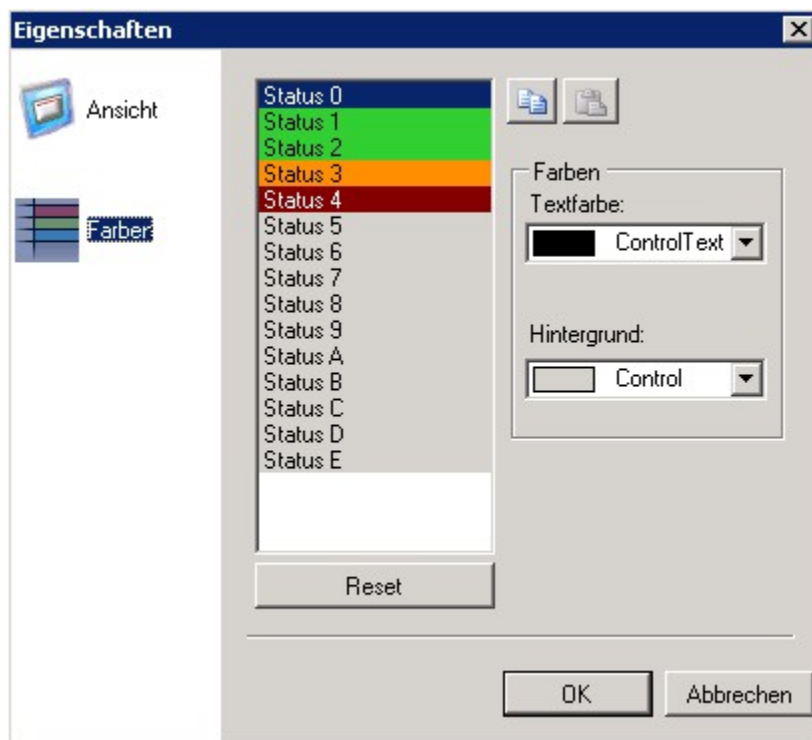 Eigenschaften
Ansicht
Farber
Status 0
Status 1
Status 2
Status 3
Status 4
Status 5
Status 6
Status 7
Status 8
Status 9
Status A
Status B
Status C
Status D
Status E
Reset
Farben
Textfarbe:
ControlText
Hintergrund:
Control
OK
Abbrechen